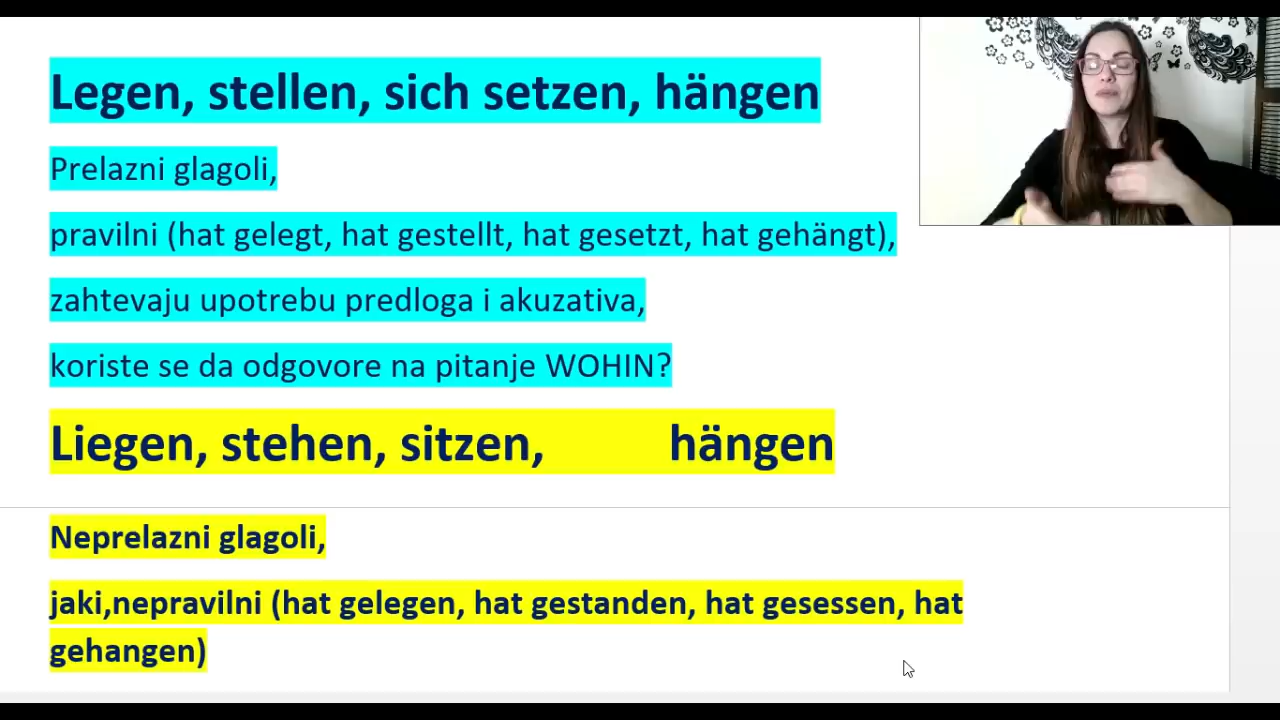 Legen, stellen, sich setzen, hängen
Prelazni glagoli,
pravilni (hat gelegt, hat gestellt, hat gesetzt, hat gehängt),
zahtevaju upotrebu predloga i akuzativa,
koriste se da odgovore na pitanje WOHIN?
Liegen, stehen, sitzen, hängen
Neprelazni glagoli,
jaki,nepravilni (hat gelegen, hat gestanden, hat gesessen, hat
gehangen)